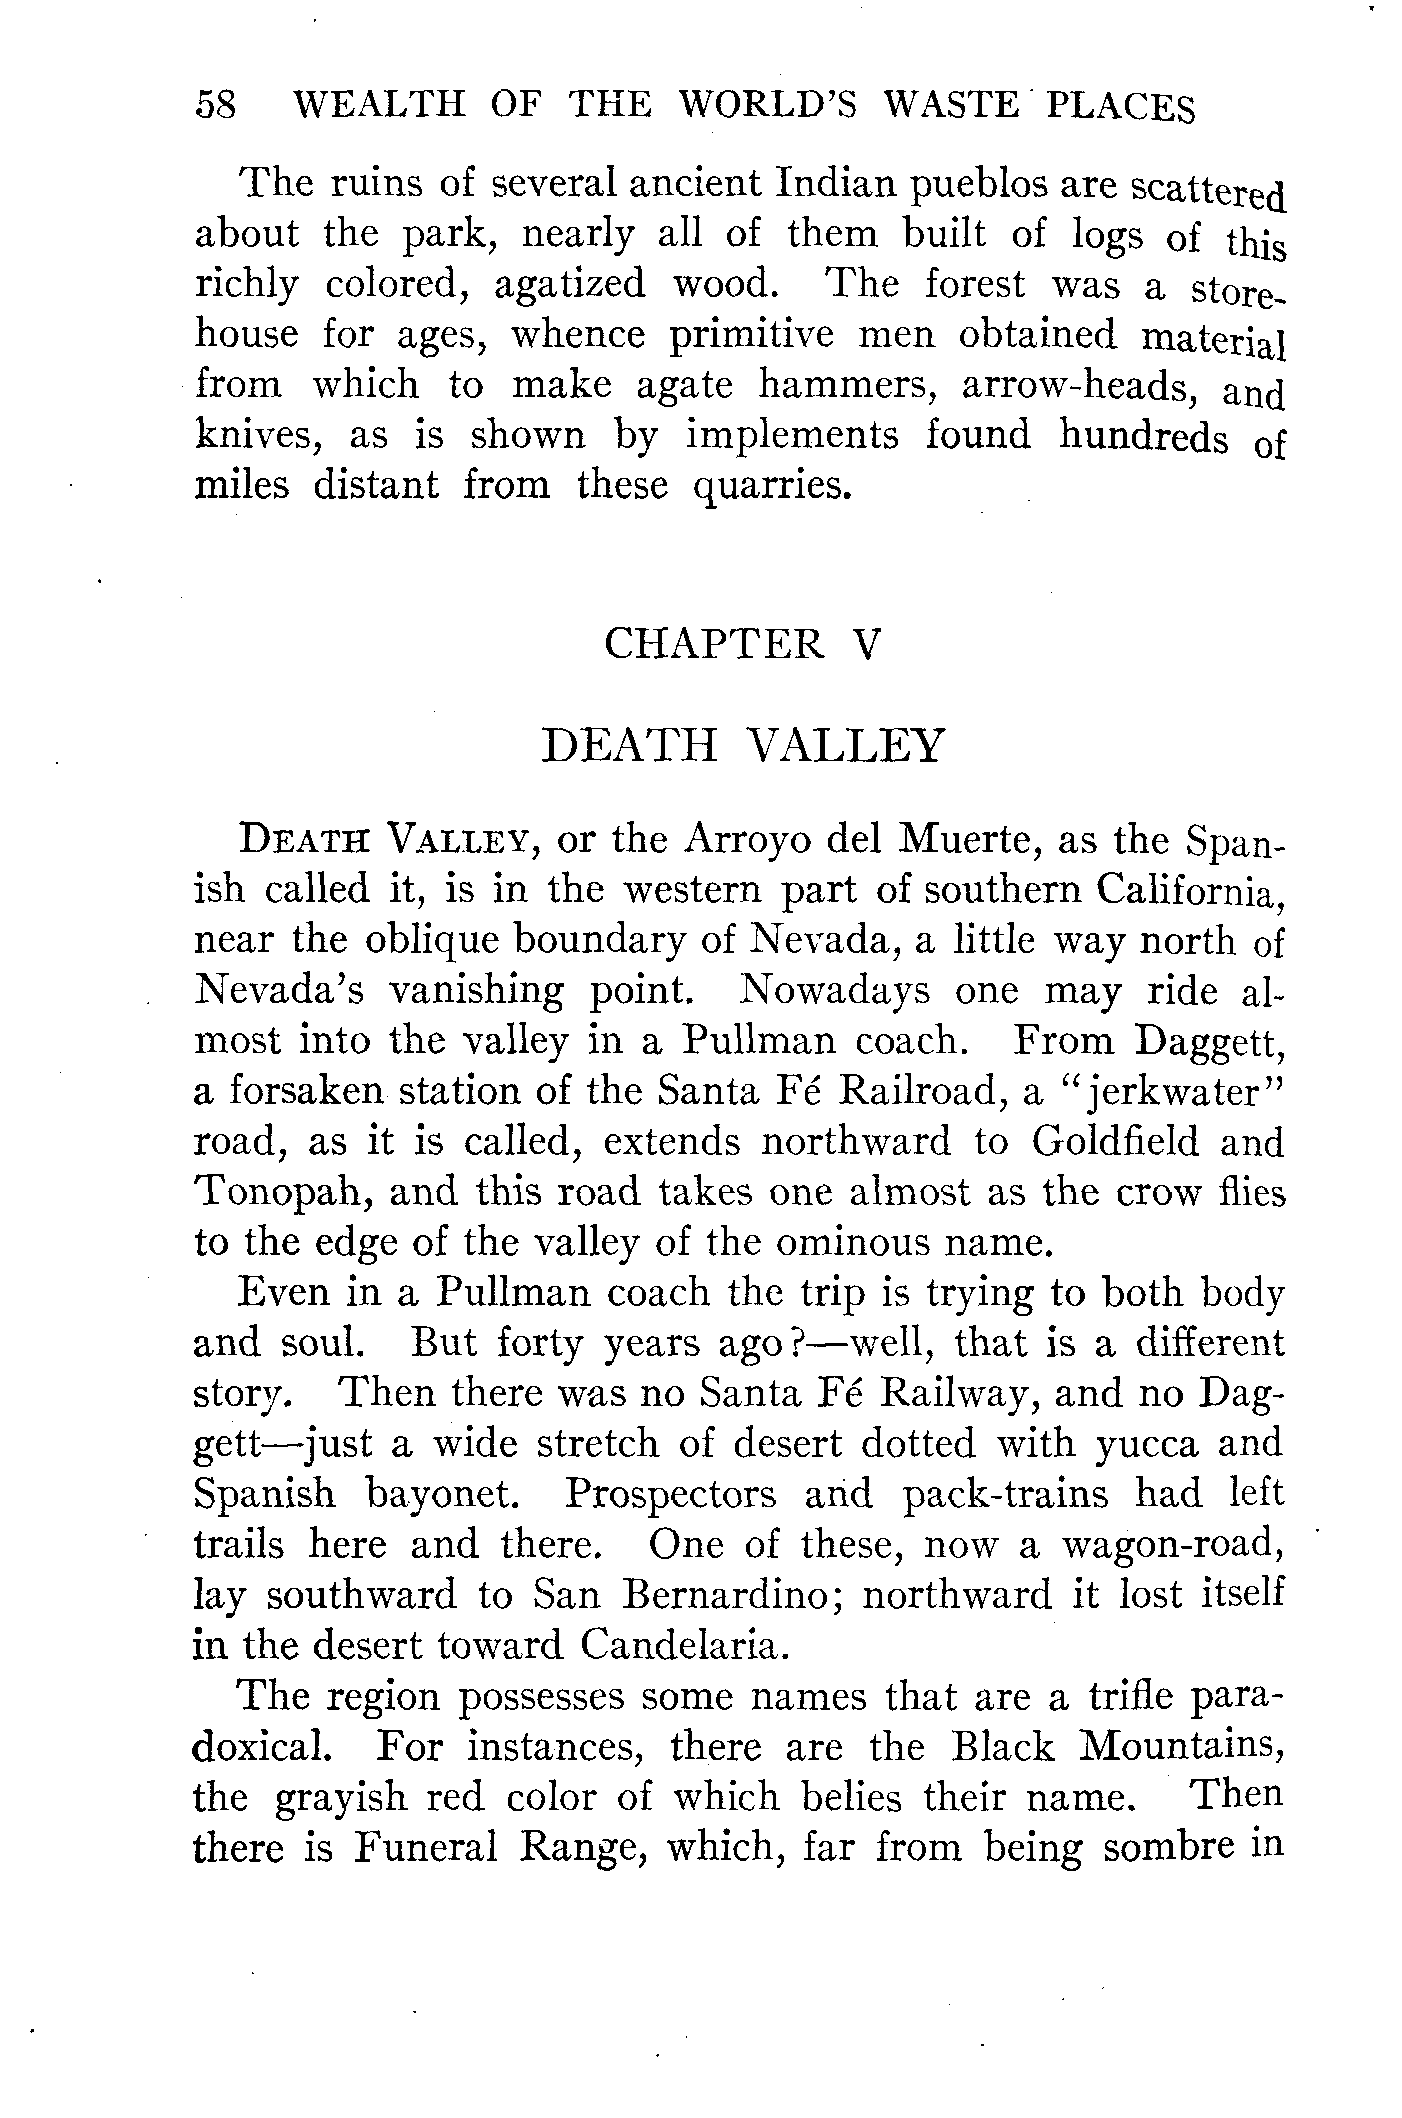 58 WEALTH OF THE WORLD'S WASTE PLACES
The ruins of several ancient Indian pueblos are scattered
about the park, nearly all of them built of logs of this
richly colored, agatized wood. The forest was a store-
house for ages, whence primitive men obtained material
from which to make agate hammers, arrow-heads, and
knives, as is shown by implements found hundreds of
miles distant from these quarries.
CHAPTER V
DEATH VALLEY
DEATH VALLEY, or the Arroyo del Muerte, as the Span-
ish called it, is in the western part of southern California,
near the oblique boundary of Nevada, a little way north of
Nevada's vanishing point. Nowadays one may ride al-
most into the valley in a Pullman coach. From Daggett,
a forsaken station of the Santa Fé Railroad, a "jerkwater"
road, as it is called, extends northward to Goldfield and
Tonopah, and this road takes one almost as the crow flies
to the edge of the valley of the ominous name.
Even in a Pullman coach the trip is trying to both body
and soul. But forty years ago?—well, that is a different
story. Then there was no Santa Fé Railway, and no Dag-
gett—just a wide stretch of desert dotted with yucca and
Spanish bayonet. Prospectors and pack-trains had left
trails here and there. One of these, now a wagon-road,
lay southward to San Bernardino; northward it lost itself
in the desert toward Candelaria.
The region possesses some names that are a trifle para-
doxical. For instances, there are the Black Mountains,
the grayish red color of which belies their name. Then
there is Funeral Range, which, far from being sombre in